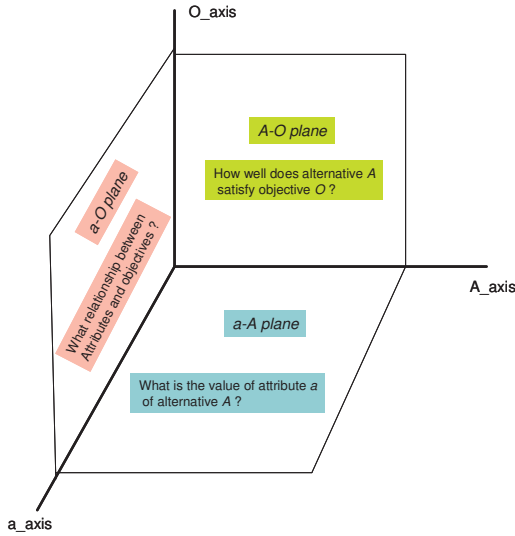 O_axis
A-O plane
How well does alternative A
satisfy objective O ?
a-O plane
What relationship between
Attributes and objectives ?
A_axis
a-A plane
What is the value of attribute a
of alternative A ?
a_axis